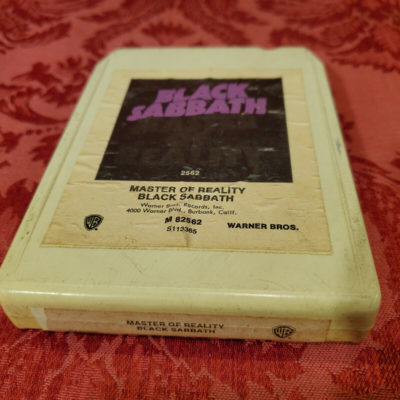 BLACK
SABBATH
2562
MASTER OF REALITY
BLACK SABBATH
Warner Bros. Records, Inc.
4000 Warner Blvd., Burbank, Calif.
M 82562
S113365
WARNER BROS.
MASTER OF REALITY
BLACK SABBATH